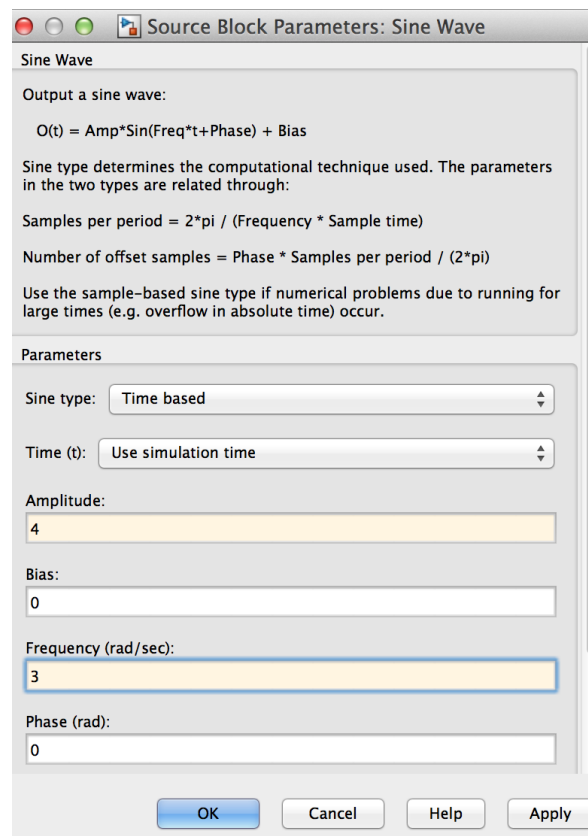 Source Block Parameters: Sine Wave
Sine Wave
Output a sine wave:
O(t) = Amp*Sin(Freq*t+Phase) + Bias
Sine type determines the computational technique used. The parameters
in the two types are related through:
Samples per period = 2*pi / (Frequency * Sample time)
Number of offset samples = Phase * Samples per period / (2*pi)
Use the sample-based sine type if numerical problems due to running for
large times (e.g. overflow in absolute time) occur.
Parameters
Sine type: Time based
Time (t): Use simulation time
Amplitude:
4
Bias:
0
Frequency (rad/sec):
3
Phase (rad):
0
OK Cancel Help Apply